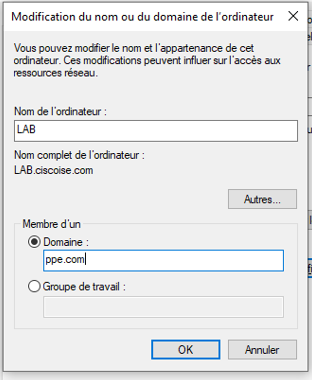 Modification du nom ou du domaine de l'ordinateur
Vous pouvez modifier le nom et l'appartenance de cet
ordinateur. Ces modifications peuvent influer sur l'accès aux
ressources réseau.
Nom de l'ordinateur :
LAB
Nom complet de l'ordinateur :
LAB.ciscoise.com
Autres...
Membre d'un
Domaine :
ppe.com
Groupe de travail :
OK
Annuler